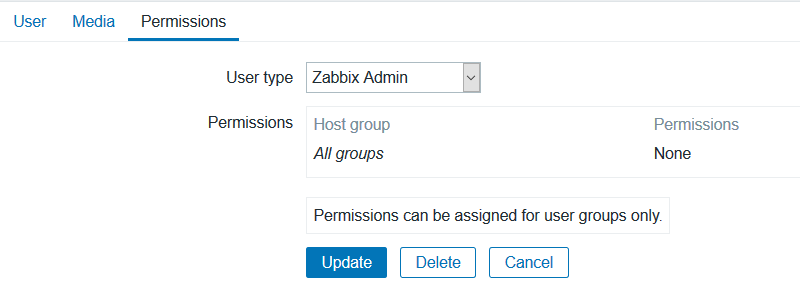 User Media Permissions
User type Zabbix Admin
Permissions Host group Permissions
All groups None
Permissions can be assigned for user groups only.
Update Delete Cancel